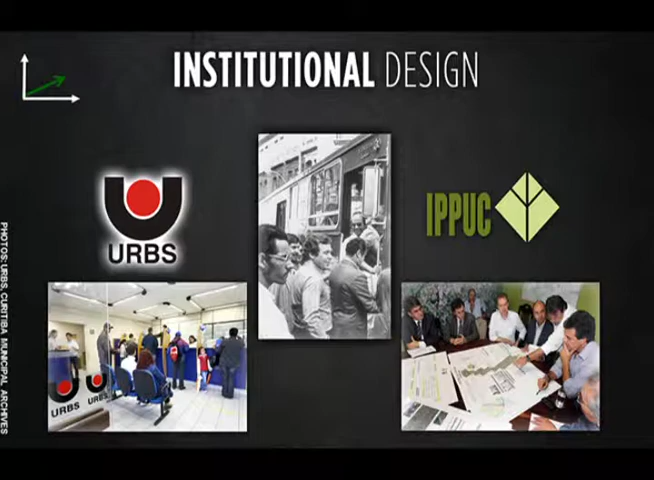 INSTITUTIONAL DESIGN
URBS
IPPUC
URBS
URBS
PHOTOS: URBS, CURITIBA, MUNICIPAL ARCHIVES